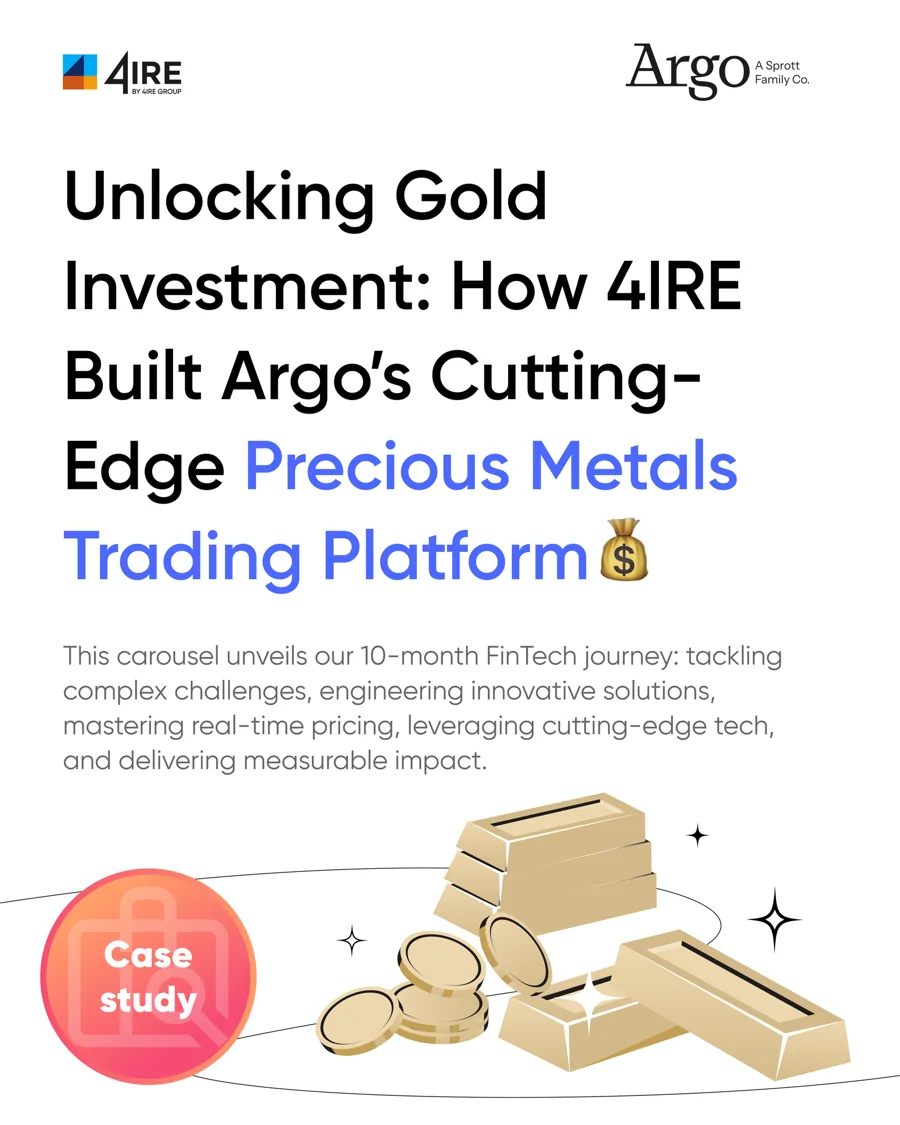 4IRE
BY 4IRE GROUP
Argo
A Sprott
Family Co.
Unlocking Gold
Investment: How 4IRE
Built Argo’s Cutting-
Edge Precious Metals
Trading Platform💰
This carousel unveils our 10-month FinTech journey: tackling
complex challenges, engineering innovative solutions,
mastering real-time pricing, leveraging cutting-edge tech,
and delivering measurable impact.
Case
study